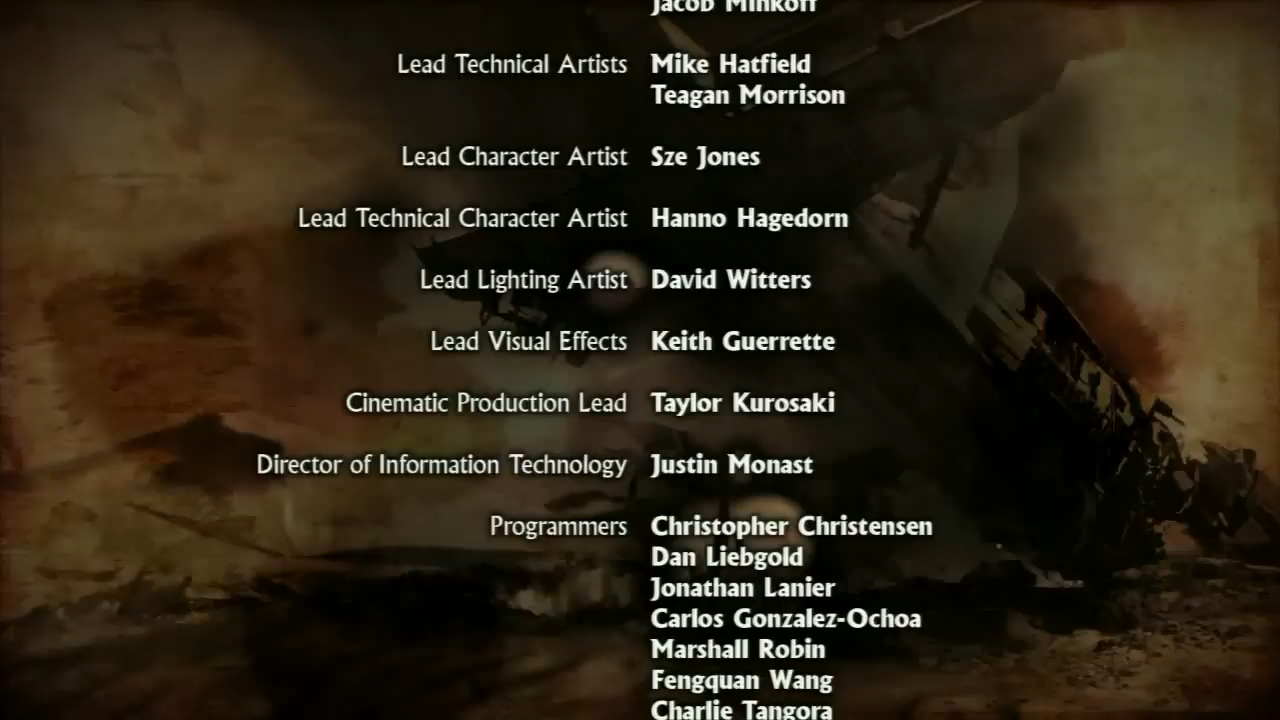 Jacob Minkoff
Lead Technical Artists Mike Hatfield
Teagan Morrison
Lead Character Artist Sze Jones
Lead Technical Character Artist Hanno Hagedorn
Lead Lighting Artist David Witters
Lead Visual Effects Keith Guerrette
Cinematic Production Lead Taylor Kurosaki
Director of Information Technology Justin Monast
Programmers Christopher Christensen
Dan Liebgold
Jonathan Lanier
Carlos Gonzalez-Ochoa
Marshall Robin
Fengquan Wang
Charlie Tangora